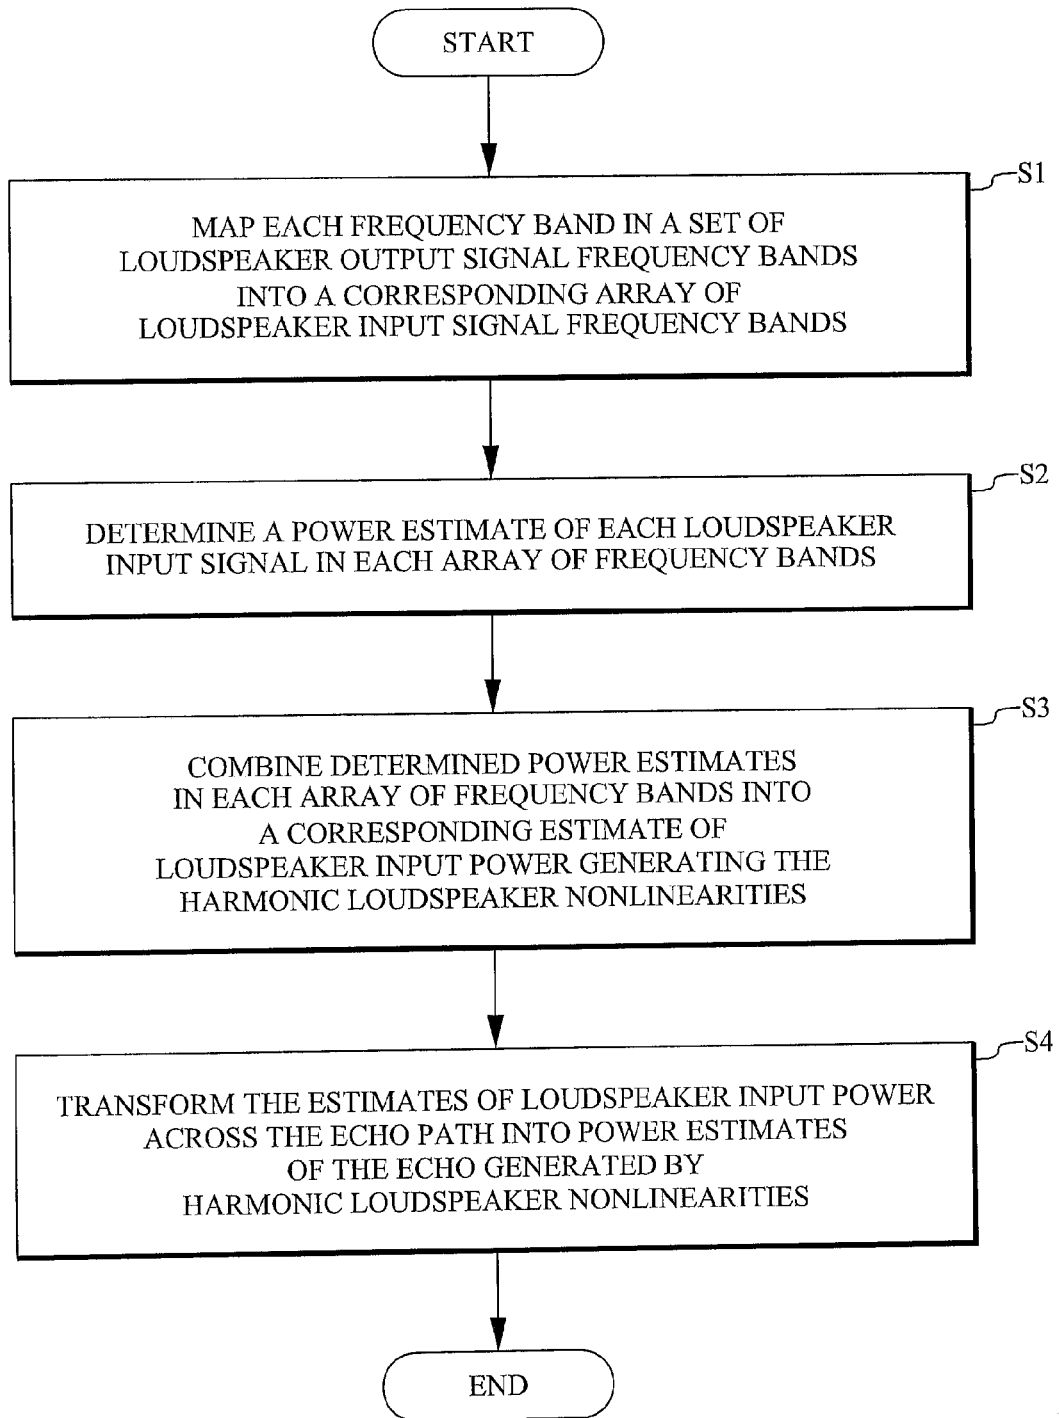 START
S1
MAP EACH FREQUENCY BAND IN A SET OF
LOUDSPEAKER OUTPUT SIGNAL FREQUENCY BANDS
INTO A CORRESPONDING ARRAY OF
LOUDSPEAKER INPUT SIGNAL FREQUENCY BANDS
S2
DETERMINE A POWER ESTIMATE OF EACH LOUDSPEAKER
INPUT SIGNAL IN EACH ARRAY OF FREQUENCY BANDS
S3
COMBINE DETERMINED POWER ESTIMATES
IN EACH ARRAY OF FREQUENCY BANDS INTO
A CORRESPONDING ESTIMATE OF
LOUDSPEAKER INPUT POWER GENERATING THE
HARMONIC LOUDSPEAKER NONLINEARITIES
S4
TRANSFORM THE ESTIMATES OF LOUDSPEAKER INPUT POWER
ACROSS THE ECHO PATH INTO POWER ESTIMATES
OF THE ECHO GENERATED BY
HARMONIC LOUDSPEAKER NONLINEARITIES
END